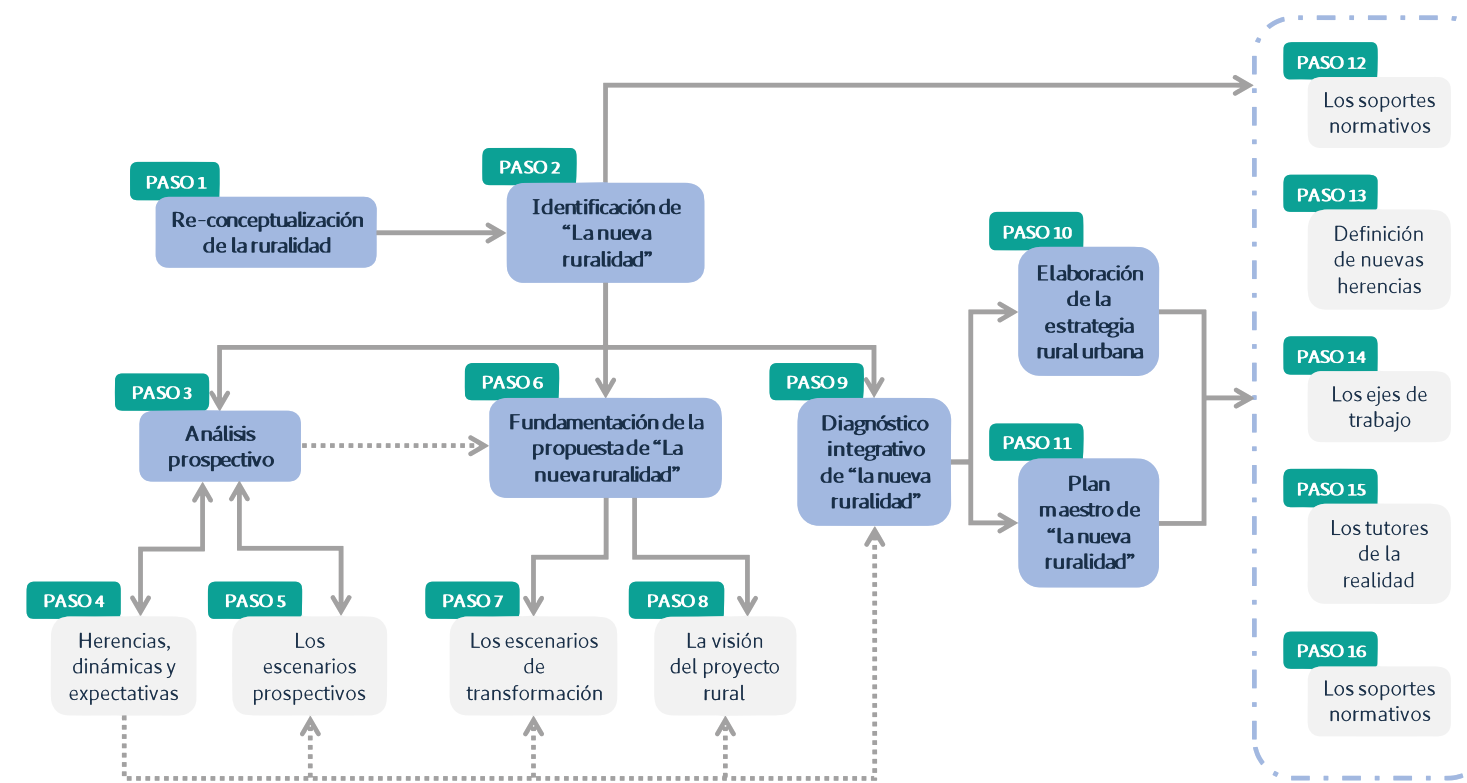 PASO 1
Re-conceptualización
de la ruralidad
PASO 2
Identificación de
“La nueva
ruralidad”
PASO 3
Análisis
prospectivo
PASO 4
Herencias,
dinámicas y
expectativas
PASO 5
Los
escenarios
prospectivos
PASO 6
Fundamentación de la
propuesta de “La
nueva ruralidad”
PASO 7
Los escenarios
de
transformación
PASO 8
La visión
del proyecto
rural
PASO 9
Diagnóstico
integrativo
de “la nueva
ruralidad”
PASO 10
Elaboración
de la
estrategia
rural urbana
PASO 11
Plan
maestro de
“la nueva
ruralidad”
PASO 12
Los soportes
normativos
PASO 13
Definición
de nuevas
herencias
PASO 14
Los ejes de
trabajo
PASO 15
Los tutores
de la
realidad
PASO 16
Los soportes
normativos